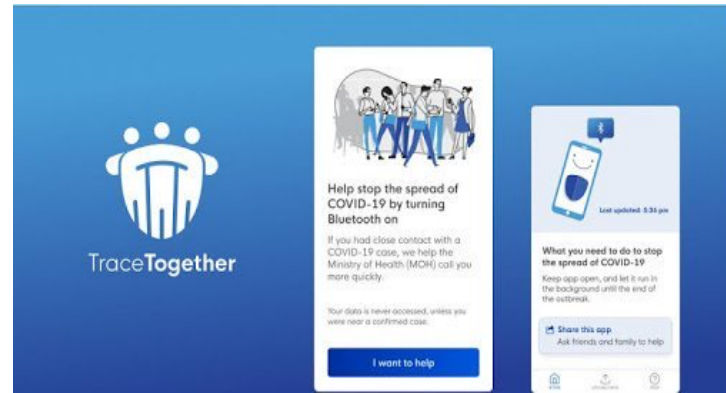 TraceTogether
Help stop the spread of
COVID-19 by turning
Bluetooth on
If you had close contact with a
COVID-19 case, we help the
Ministry of Health (MOH) call you
more quickly.
Your data is never accessed, unless you
were near a confirmed case.
I want to help
Last updated: 5:36 pm
What you need to do to stop
the spread of COVID-19
Keep app open, and let it run in
the background until the end of
the outbreak.
Share this app
Ask friends and family to help